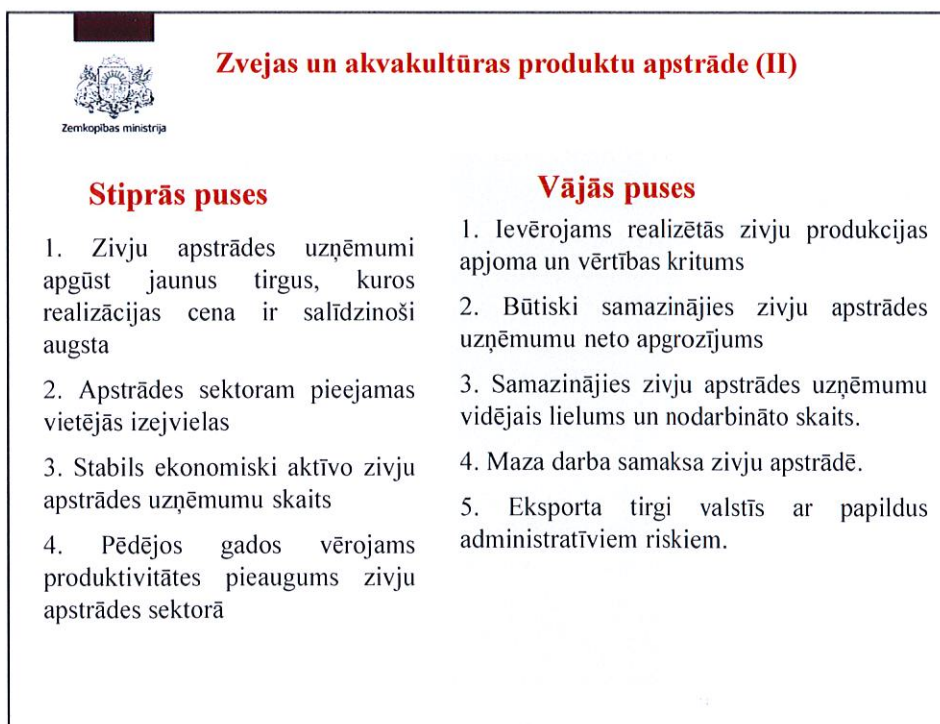 Zvejas un akvakultūras produktu apstrāde (II)
Zemkopības ministrija
Stiprās puses
1. Zivju apstrādes uzņēmumi
apgūst jaunus tirgus, kuros
realizācijas cena ir salīdzinoši
augsta
2. Apstrādes sektoram pieejamas
vietējās izejvielas
3. Stabils ekonomiski aktīvo zivju
apstrādes uzņēmumu skaits
4. Pēdējos gados vērojams
produktivitātes pieaugums zivju
apstrādes sektorā
Vājās puses
1. Ievērojams realizētās zivju produkcijas
apjoma un vērtības kritums
2. Būtiski samazinājies zivju apstrādes
uzņēmumu neto apgrozījums
3. Samazinājies zivju apstrādes uzņēmumu
vidējais lielums un nodarbināto skaits.
4. Maza darba samaksa zivju apstrādē.
5. Eksporta tirgi valstīs ar papildus
administratīviem riskiem.